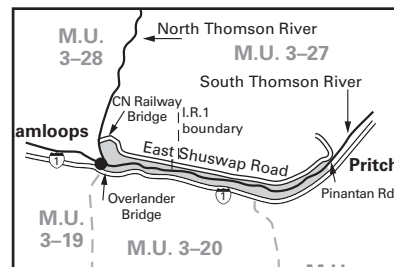 M.U.
3–28
North Thomson River
M.U. 3–27
South Thomson River
CN Railway
Bridge
I.R.1
boundary
amloops
1
East Shuswap Road
Pritch
Pinantan Rd
Overlander
Bridge
1
M.U.
3–19
M.U. 3–20